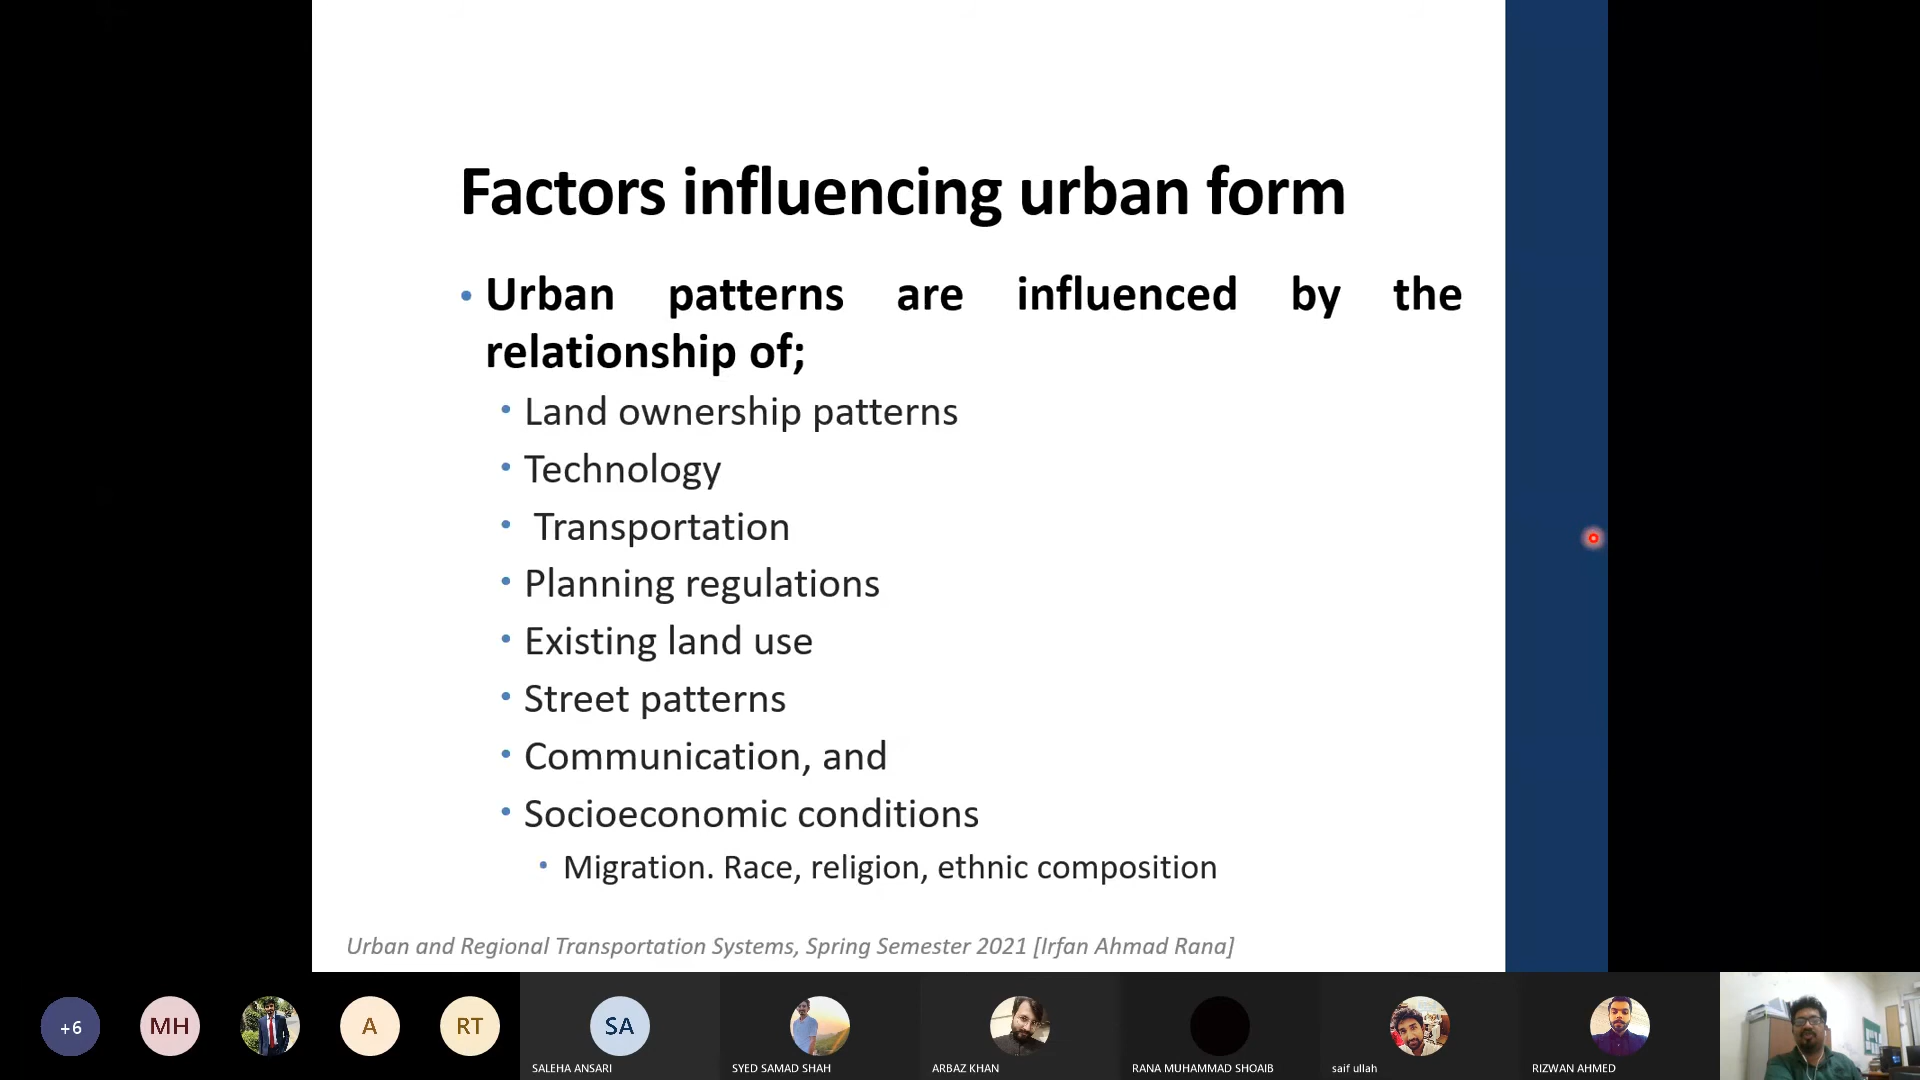 Factors influencing urban form
• Urban patterns are influenced by the
relationship of;
• Land ownership patterns
• Technology
• Transportation
• Planning regulations
• Existing land use
• Street patterns
• Communication, and
• Socioeconomic conditions
• Migration. Race, religion, ethnic composition
Urban and Regional Transportation Systems, Spring Semester 2021 [Irfan Ahmad Rana]
+6
MH
A
RT
SA
SALEHA ANSARI
SYED SAMAD SHAH
ARBAZ KHAN
RANA MUHAMMAD SHOAIB
saif ullah
RIZWAN AHMED